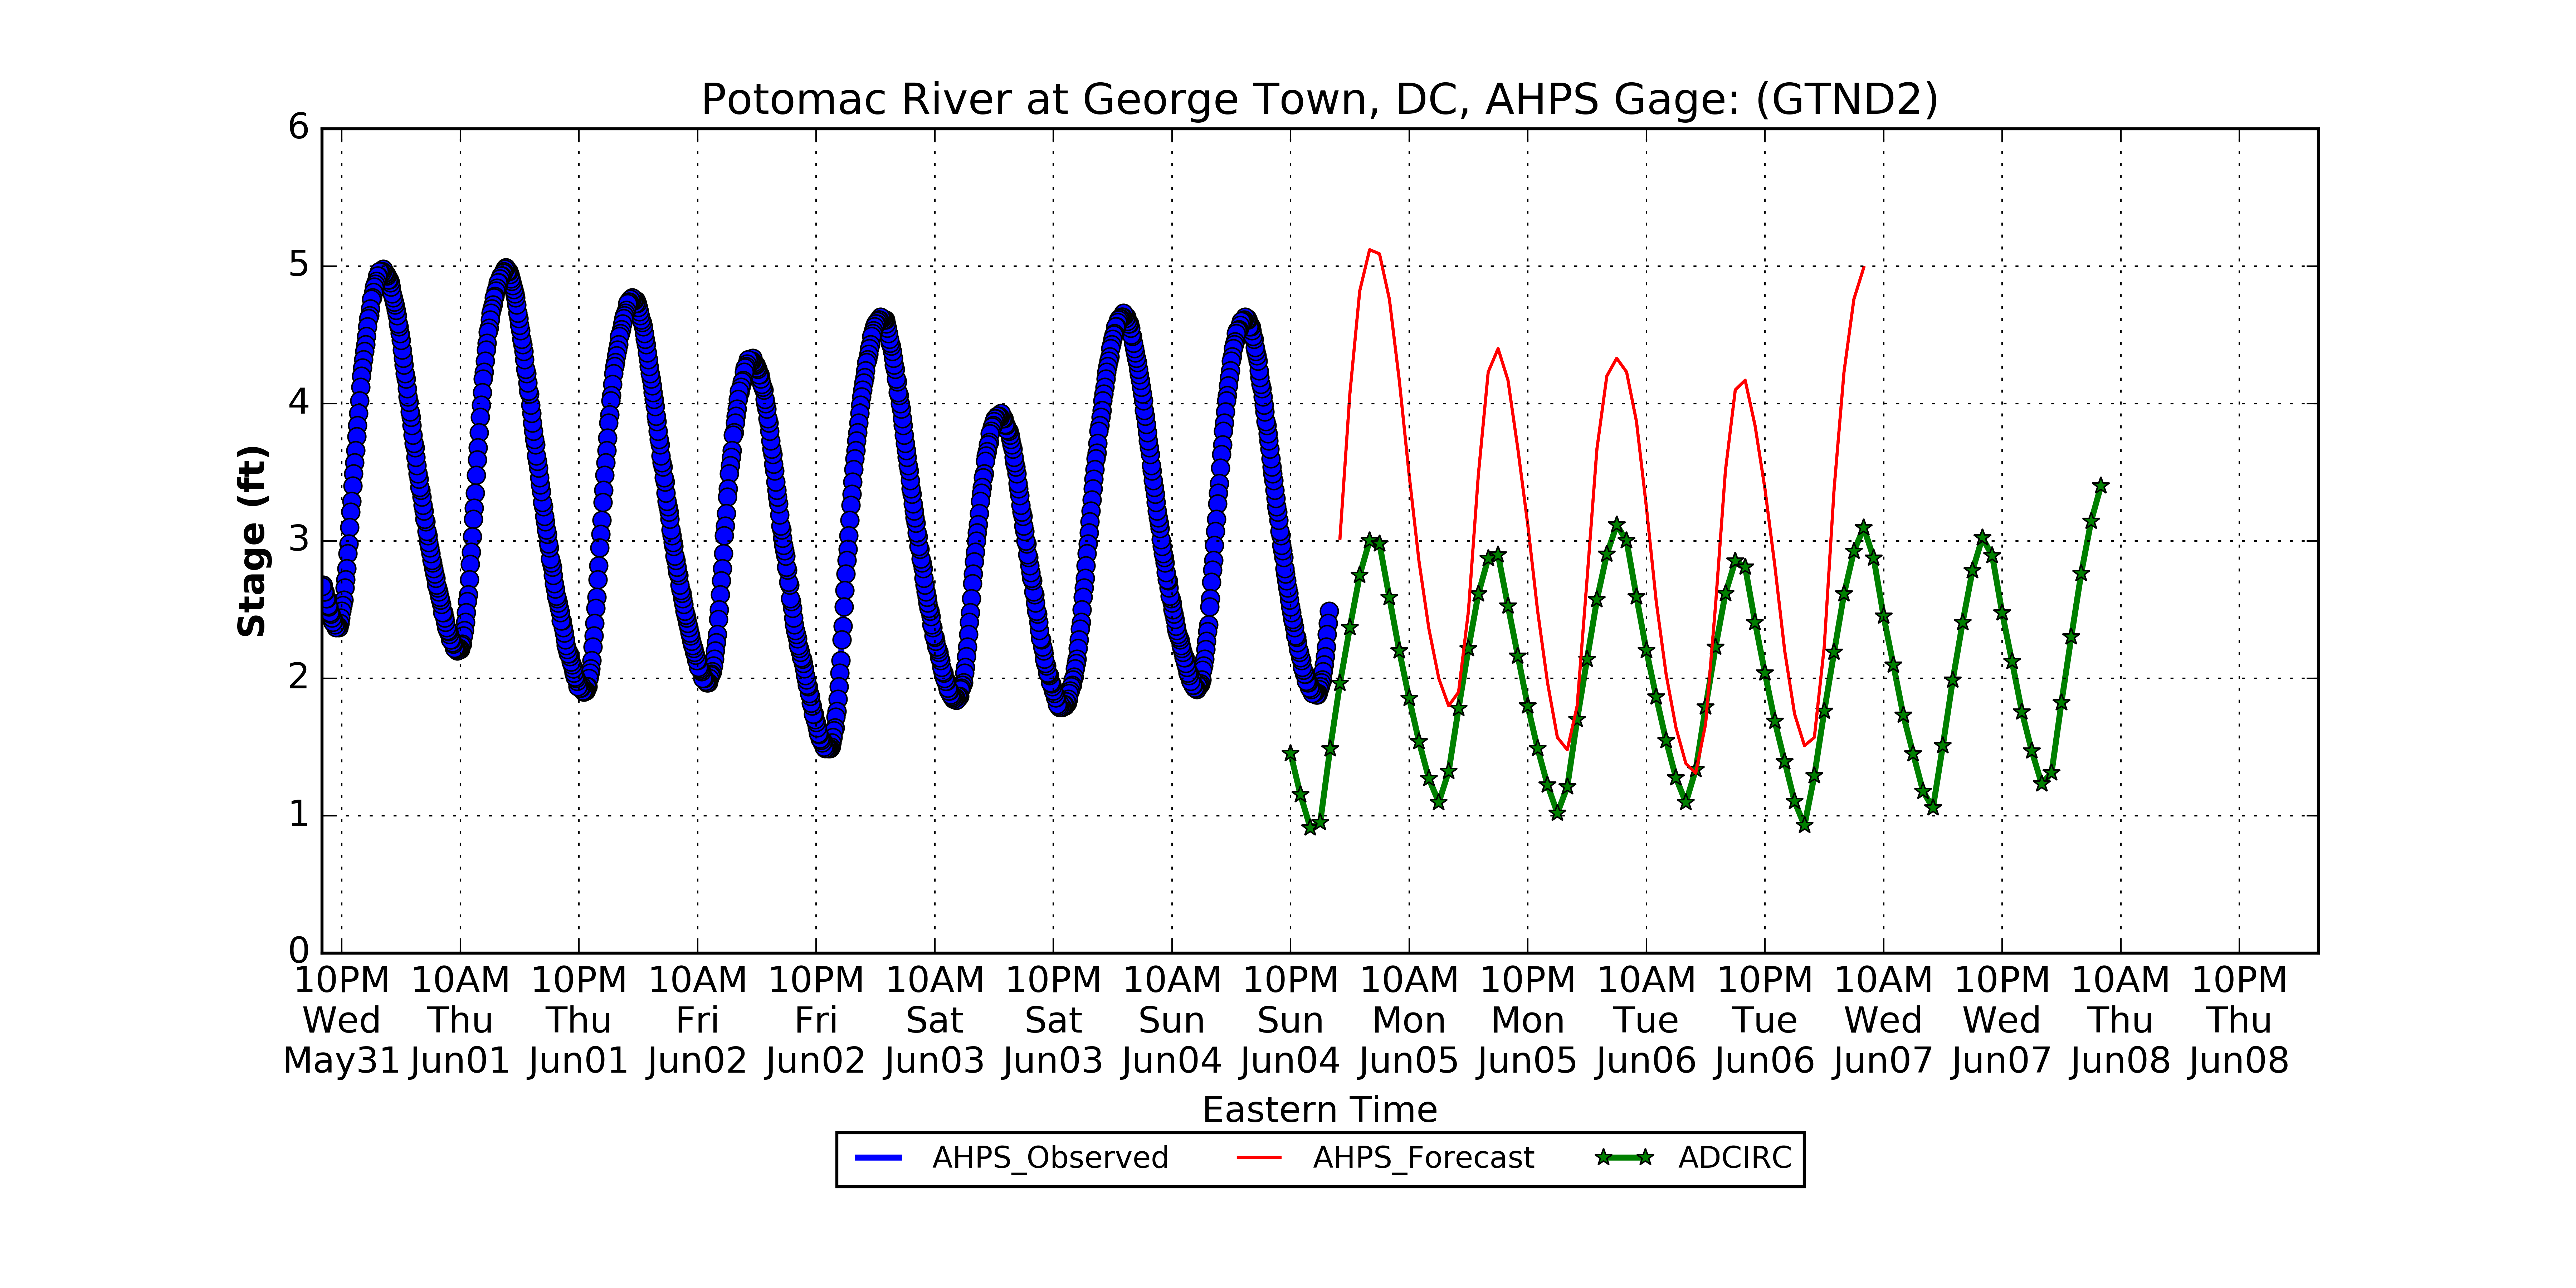 Potomac River at George Town, DC, AHPS Gage: (GTND2)
Stage (ft)
6
5
4
3
2
1
0
10PM 10AM 10PM 10AM 10PM 10AM 10PM 10AM 10PM 10AM 10PM 10AM 10PM 10AM 10PM 10AM 10PM
Wed Thu Thu Fri Fri Sat Sat Sun Sun Mon Mon Tue Tue Wed Wed Thu Thu
May31 Jun01 Jun01 Jun02 Jun02 Jun03 Jun03 Jun04 Jun04 Jun05 Jun05 Jun06 Jun06 Jun07 Jun07 Jun08 Jun08
Eastern Time
AHPS_Observed AHPS_Forecast ADCIRC